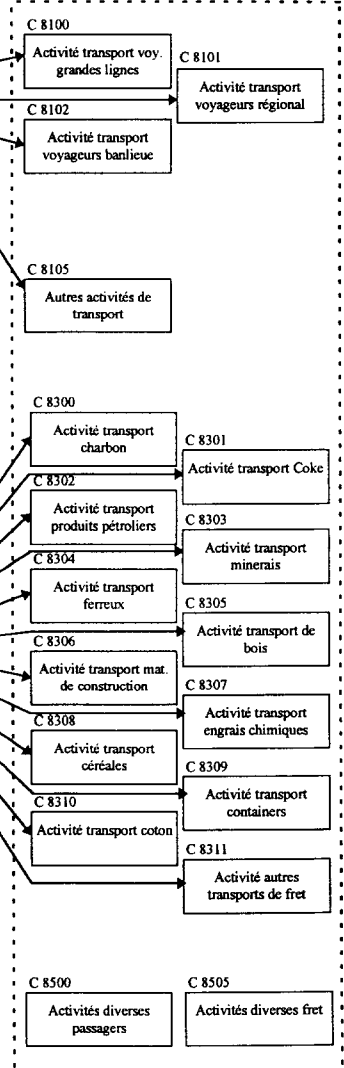 C 8100
Activité transport voy.
grandes lignes
C 8101
Activité transport
voyageurs régional
C 8102
Activité transport
voyageurs banlieue
C 8105
Autres activités de
transport
C 8300
Activité transport
charbon
C 8301
Activité transport Coke
C 8302
Activité transport
produits pétroliers
C 8303
Activité transport
minerais
C 8304
Activité transport
ferreux
C 8305
Activité transport de
bois
C 8306
Activité transport mat.
de construction
C 8307
Activité transport
engrais chimiques
C 8308
Activité transport
céréales
C 8309
Activité transport
containers
C 8310
Activité transport coton
C 8311
Activité autres
transports de fret
C 8500
Activités diverses
passagers
C 8505
Activités diverses fret